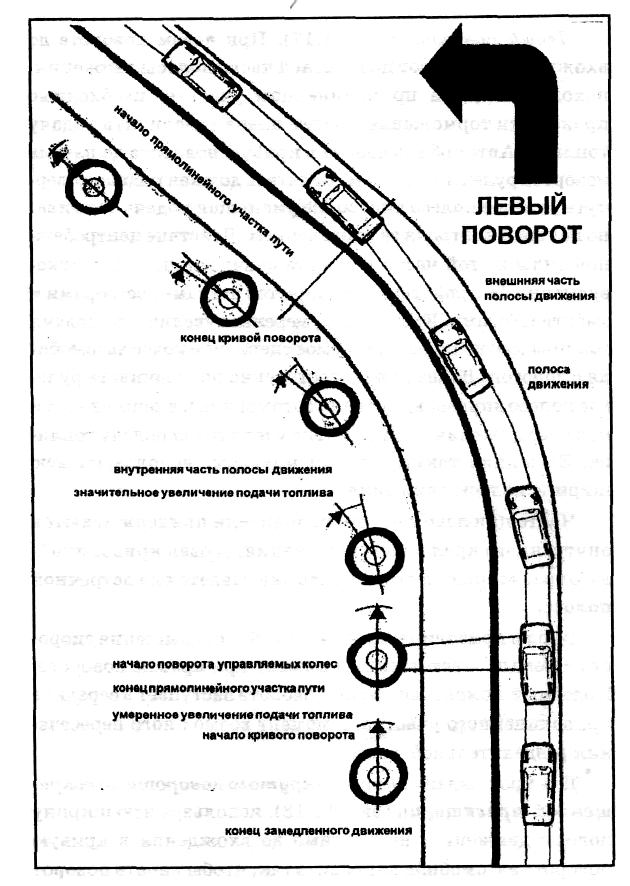 ЛЕВЫЙ
ПОВОРОТ
начало прямолинейного участка пути
внешнняя часть
полосы движения
конец кривой поворота
полоса
движения
внутренняя часть полосы движения
значительное увеличение подачи топлива
начало поворота управляемых колес
конец прямолинейного участка пути
умеренное увеличение подачи топлива
начало кривого поворота
конец замедленного движения